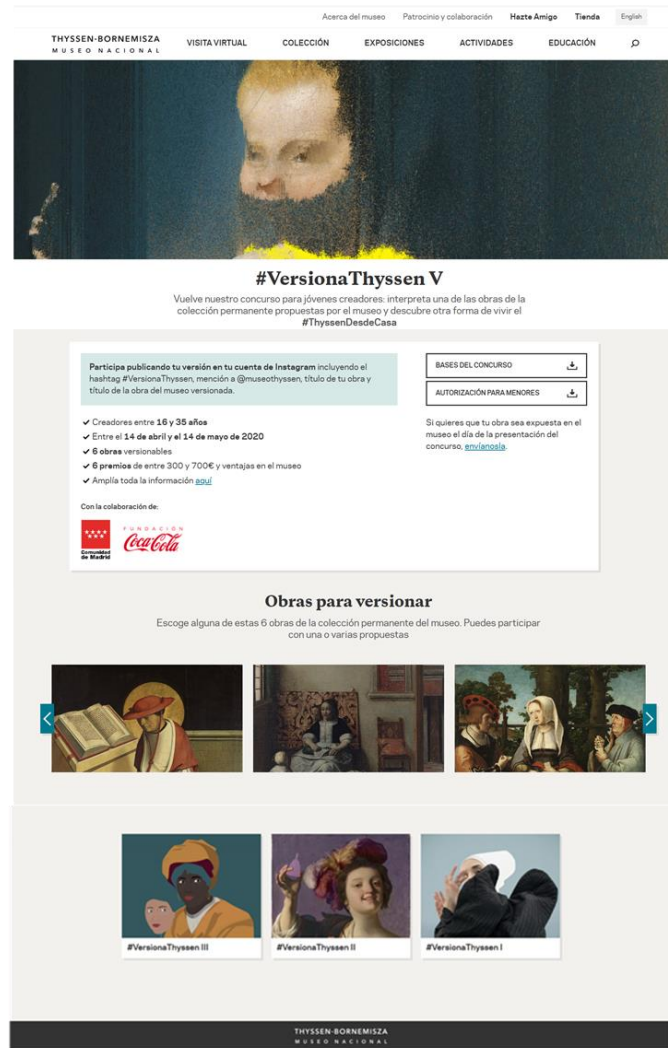 Acerca del museo Patrocinio y colaboración Hazte Amigo Tienda English
THYSSEN-BORNEMISZA
MUSEO NACIONAL
VISITA VIRTUAL COLECCIÓN EXPOSICIONES ACTIVIDADES EDUCACIÓN
#VersionaThyssen V
Vuelve nuestro concurso para jóvenes creadores: interpreta una de las obras de la
colección permanente propuestas por el museo y descubre otra forma de vivir el
#ThyssenDesdeCasa
Participa publicando tu versión en tu cuenta de Instagram incluyendo el
hashtag #VersionaThyssen, mención a @museothyssen, título de tu obra y
título de la obra del museo versionada.
✓ Creadores entre 16 y 35 años
✓ Entre el 14 de abril y el 14 de mayo de 2020
✓ 6 obras versionables
✓ 6 premios de entre 300 y 700€ y ventajas en el museo
✓ Amplía toda la información aquí
Con la colaboración de:
Comunidad
de Madrid
FUNDACIÓN
Coca-Cola
BASES DEL CONCURSO
AUTORIZACIÓN PARA MENORES
Si quieres que tu obra sea expuesta en el
museo el día de la presentación del
concurso, envíanosla.
Obras para versionar
Escoge alguna de estas 6 obras de la colección permanente del museo. Puedes participar
con una o varias propuestas
#VersionaThyssen III
#VersionaThyssen II
#VersionaThyssen I
THYSSEN-BORNEMISZA
MUSEO NACIONAL